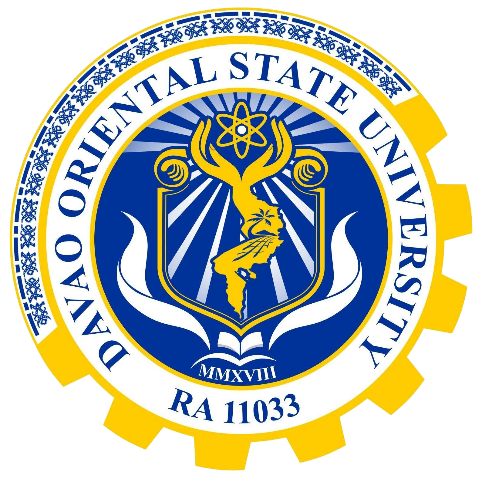 DAVAO ORIENTAL STATE UNIVERSITY
MMXVIII
RA 11033